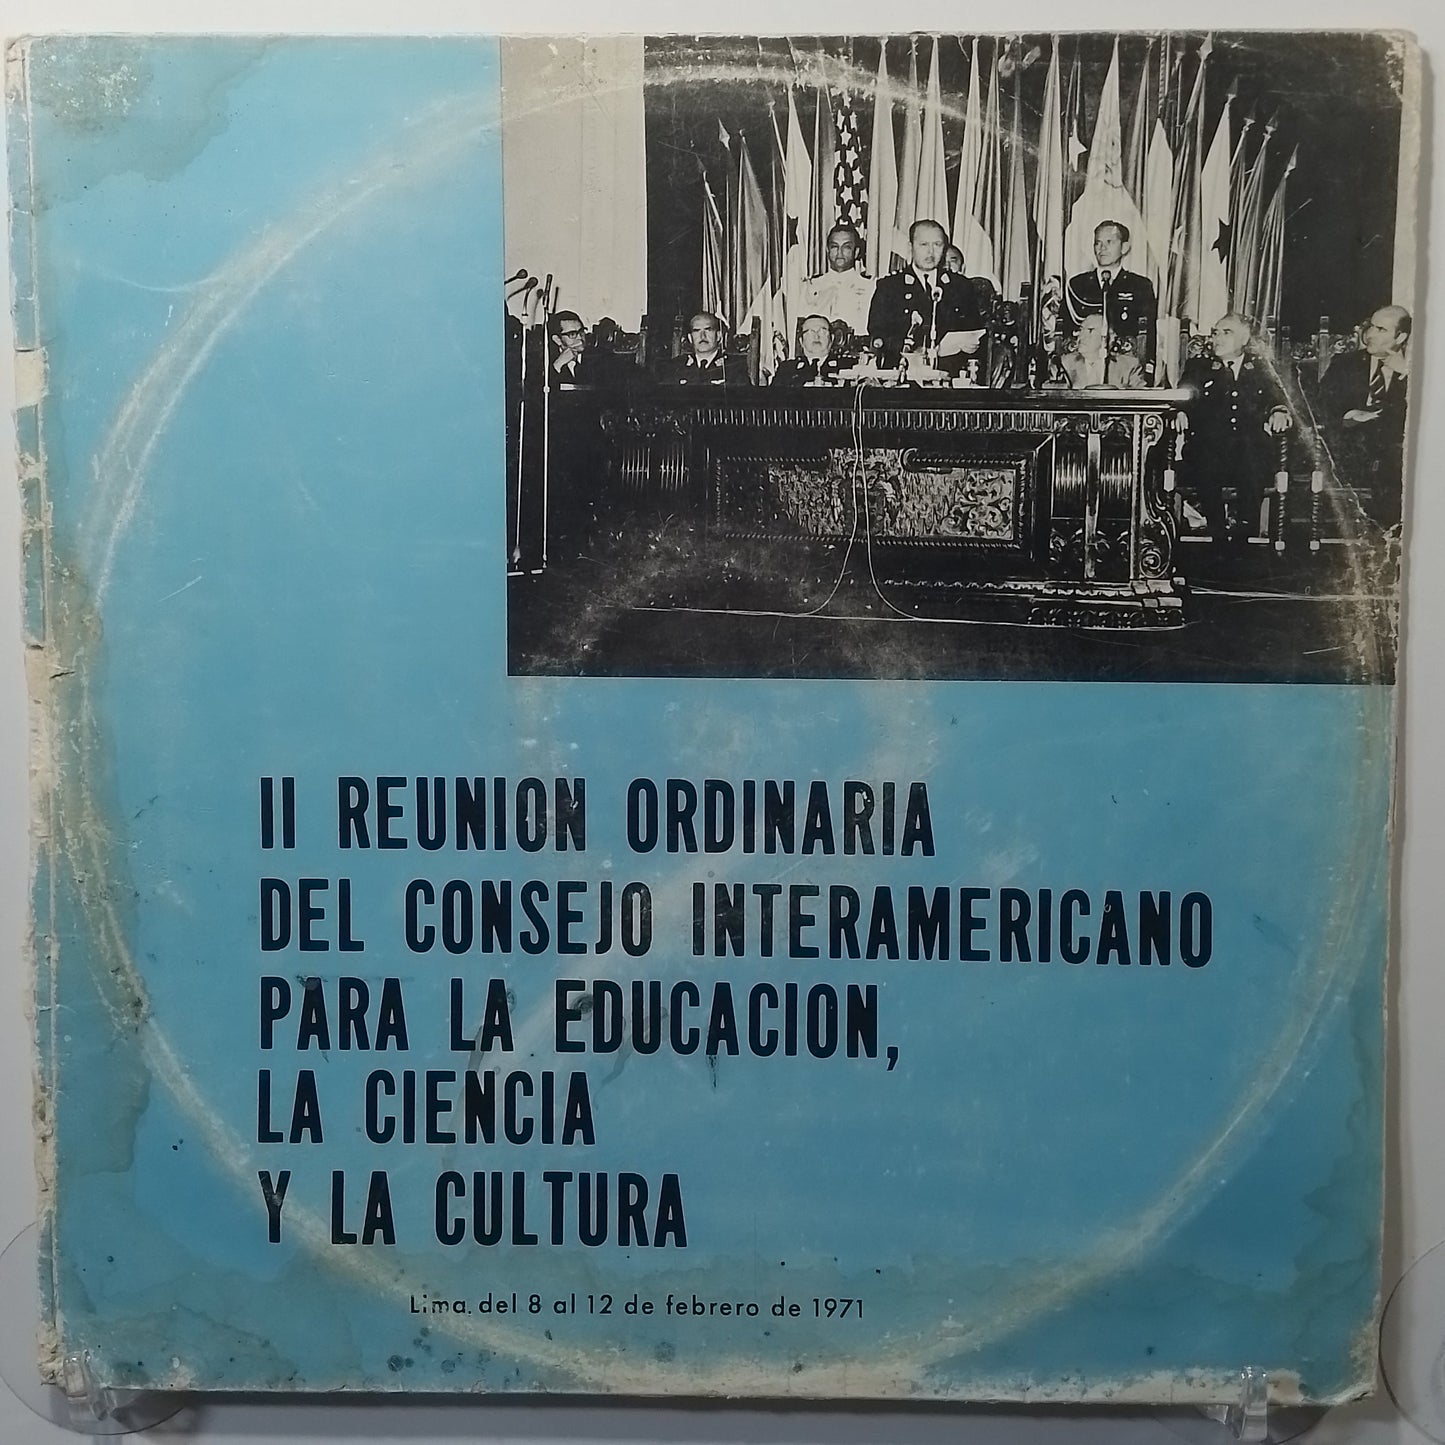 II REUNION ORDINARIA
DEL CONSEJO INTERAMERICANO
PARA LA EDUCACION,
LA CIENCIA
Y LA CULTURA
Lima, del 8 al 12 de febrero de 1971